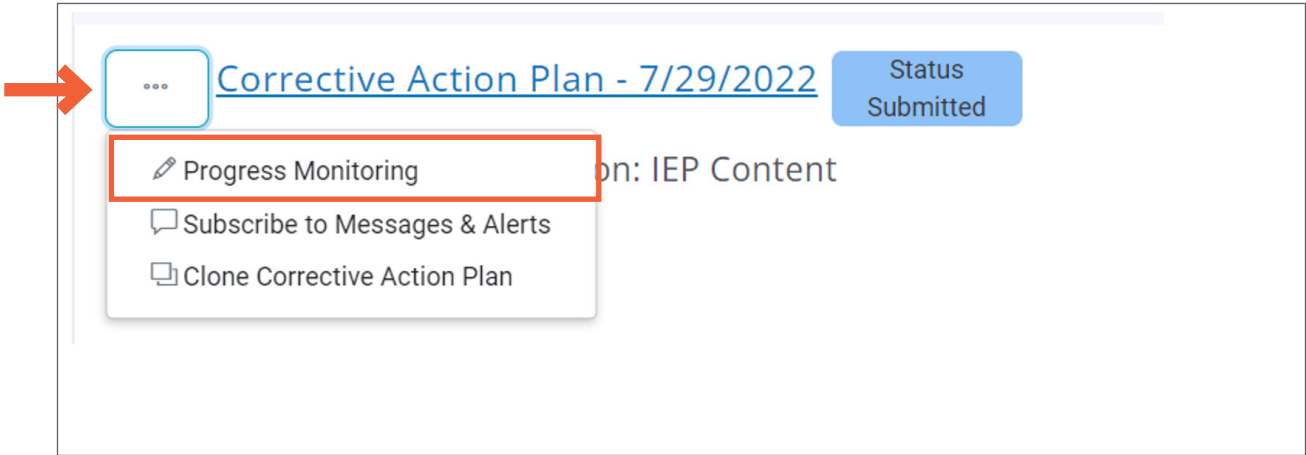 Corrective Action Plan - 7/29/2022
Status
Submitted
Progress Monitoring
on: IEP Content
Subscribe to Messages & Alerts
Clone Corrective Action Plan